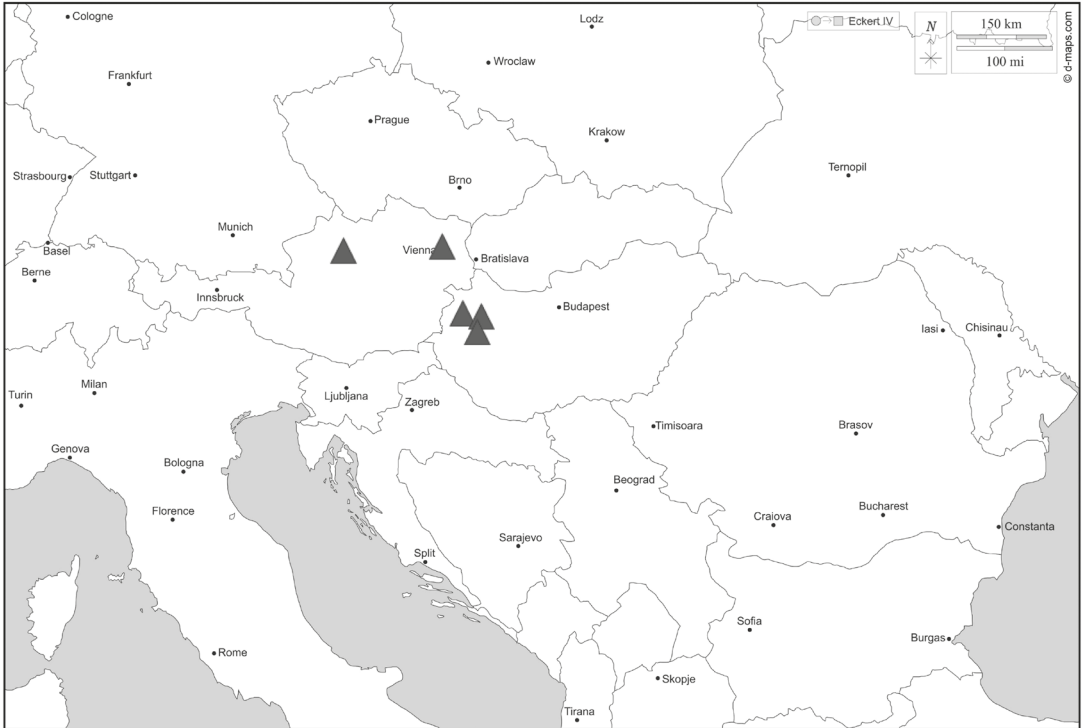 Cologne
Lodz
Eckert IV
N
150 km
100 mi
© d-maps.com
Wroclaw
Frankfurt
Prague
Krakow
Strasbourg
Stuttgart
Ternopil
Brno
Munich
Basel
Vienna
Bratislava
Berne
Innsbruck
Budapest
Iasi
Chisinau
Milan
Turin
Ljubljana
Zagreb
Timisoara
Brasov
Genova
Bologna
Beograd
Florence
Craiova
Bucharest
Constanta
Split
Sarajevo
Sofia
Burgas
Rome
Skopje
Tirana